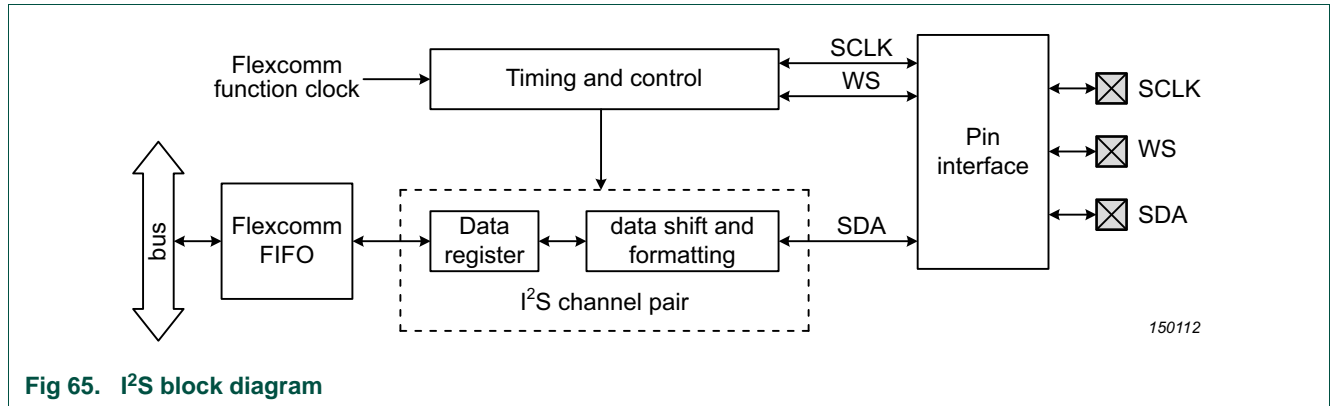 Flexcomm
function clock
Timing and control
SCLK
WS
Pin
interface
SCLK
WS
SDA
bus
Flexcomm
FIFO
Data
register
data shift and
formatting
SDA
I²S channel pair
150112
Fig 65. I²S block diagram